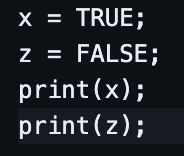 x = TRUE;
z = FALSE;
print(x);
print(z);